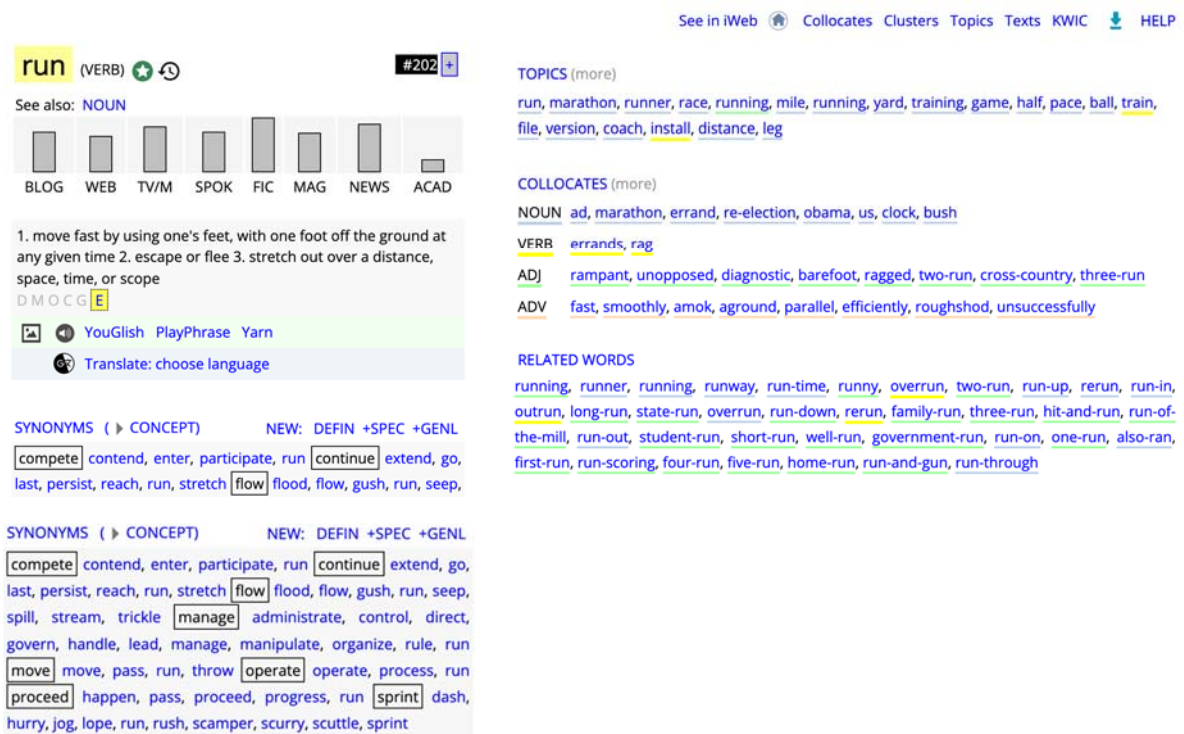 See in iWeb Collocates Clusters Topics Texts KWIC HELP
run (VERB) #202 +
See also: NOUN
BLOG WEB TV/M SPOK FIC MAG NEWS ACAD
1. move fast by using one's feet, with one foot off the ground at
any given time 2. escape or flee 3. stretch out over a distance,
space, time, or scope
D M O C G E
YouGlish PlayPhrase Yarn
Translate: choose language
SYNONYMS ( CONCEPT) NEW: DEFIN +SPEC +GENL
compete contend, enter, participate, run continue extend, go,
last, persist, reach, run, stretch flow flood, flow, gush, run, seep,
SYNONYMS ( CONCEPT) NEW: DEFIN +SPEC +GENL
compete contend, enter, participate, run continue extend, go,
last, persist, reach, run, stretch flow flood, flow, gush, run, seep,
spill, stream, trickle manage administrate, control, direct,
govern, handle, lead, manage, manipulate, organize, rule, run
move move, pass, run, throw operate operate, process, run
proceed happen, pass, proceed, progress, run sprint dash,
hurry, jog, lope, run, rush, scamper, scurry, scuttle, sprint
TOPICS (more)
run, marathon, runner, race, running, mile, running, yard, training, game, half, pace, ball, train,
file, version, coach, install, distance, leg
COLLOCATES (more)
NOUN ad, marathon, errand, re-election, obama, us, clock, bush
VERB errands, rag
ADJ rampant, unopposed, diagnostic, barefoot, ragged, two-run, cross-country, three-run
ADV fast, smoothly, amok, aground, parallel, efficiently, roughshod, unsuccessfully
RELATED WORDS
running, runner, running, runway, run-time, runny, overrun, two-run, run-up, rerun, run-in,
outrun, long-run, state-run, overrun, run-down, rerun, family-run, three-run, hit-and-run, run-of-
the-mill, run-out, student-run, short-run, well-run, government-run, run-on, one-run, also-ran,
first-run, run-scoring, four-run, five-run, home-run, run-and-gun, run-through